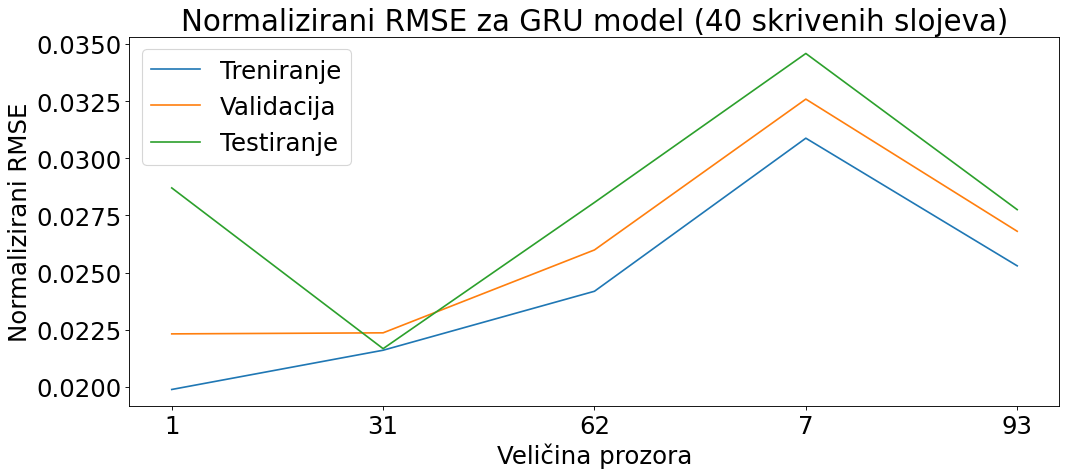 Normalizirani RMSE za GRU model (40 skrivenih slojeva)
Normalizirani RMSE
0.0350
0.0325
0.0300
0.0275
0.0250
0.0225
0.0200
Treniranje
Validacija
Testiranje
1 31 62 7 93
Veličina prozora